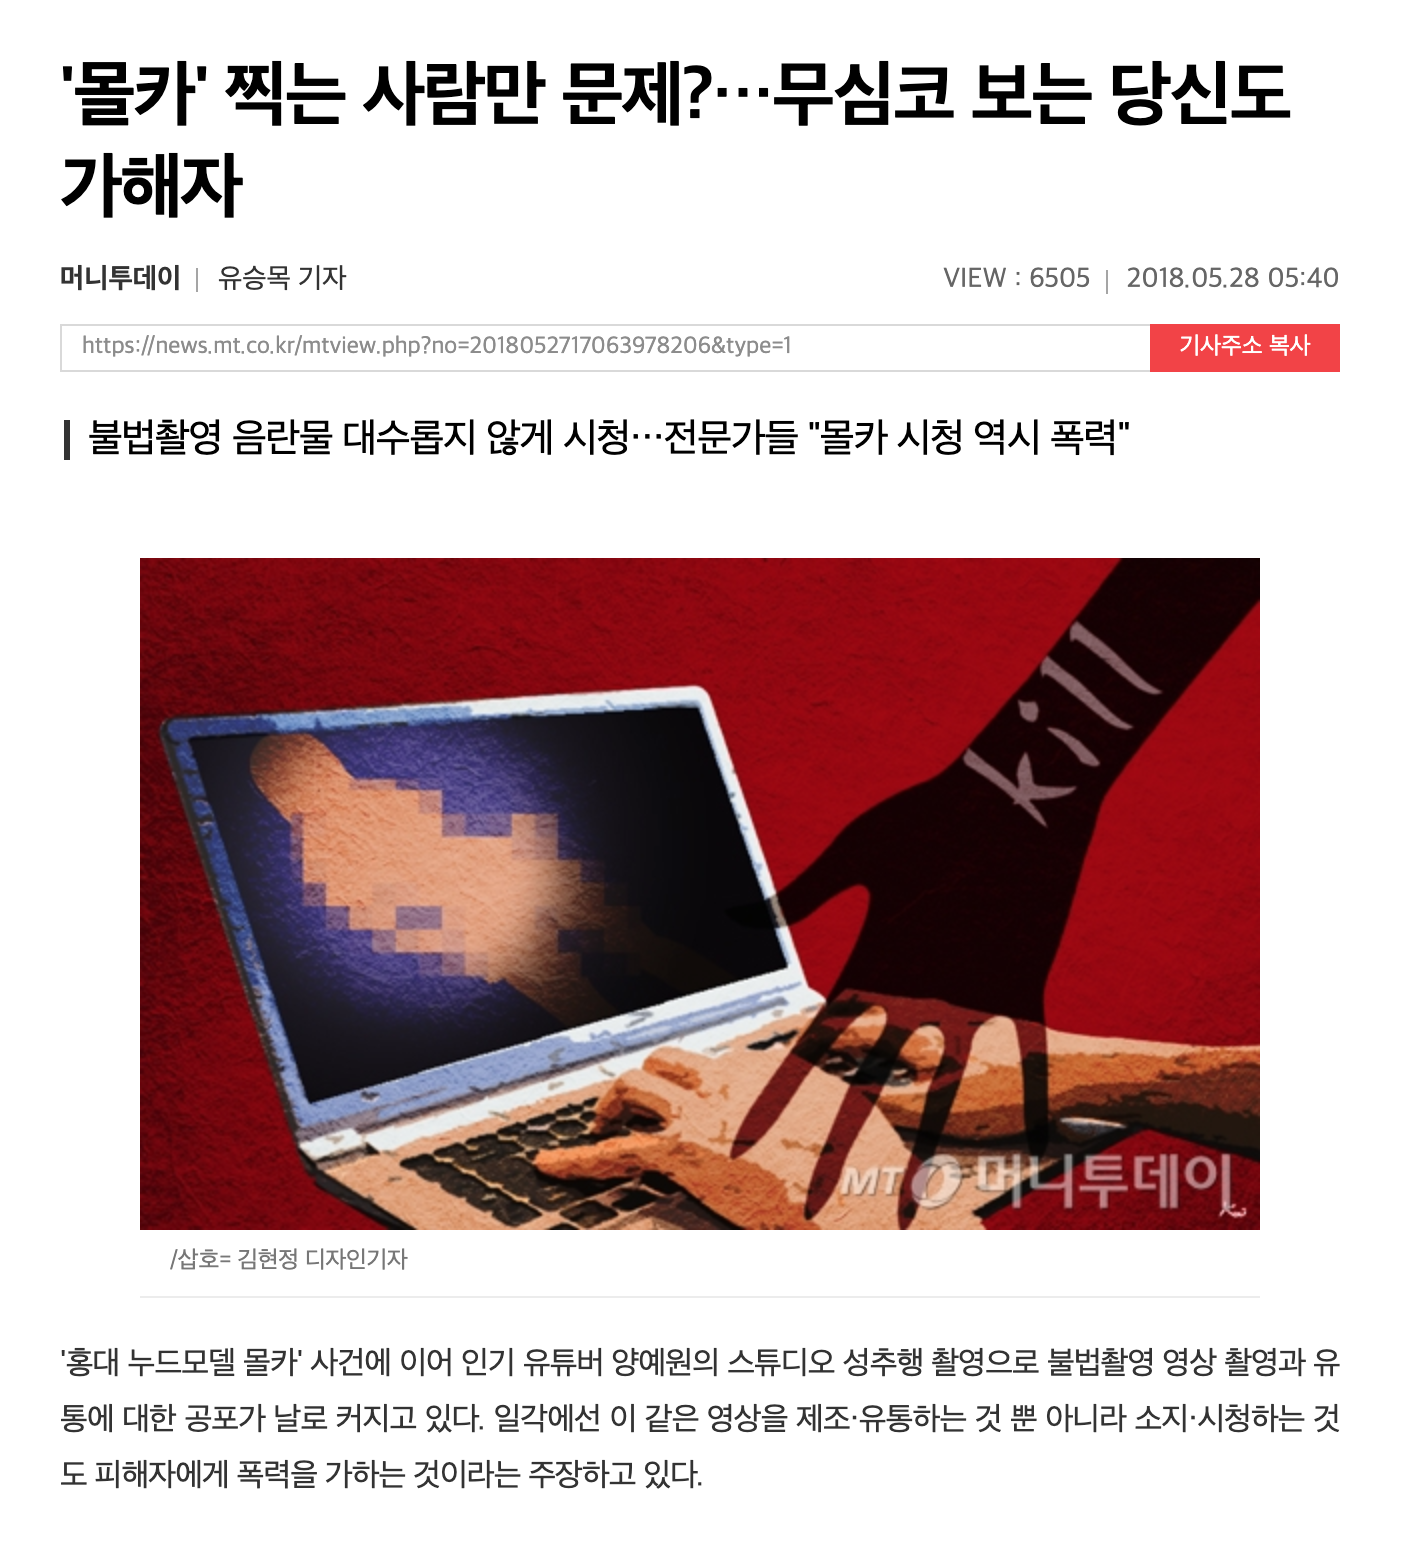 '몰카' 찍는 사람만 문제?…무심코 보는 당신도
가해자
머니투데이 | 유승목 기자 VIEW : 6505 | 2018.05.28 05:40
https://news.mt.co.kr/mtview.php?no=2018052717063978206&type=1 기사주소 복사
불법촬영 음란물 대수롭지 않게 시청…전문가들 "몰카 시청 역시 폭력"
kill
MT 머니투데이
/삽호= 김현정 디자인기자
'홍대 누드모델 몰카' 사건에 이어 인기 유튜버 양예원의 스튜디오 성추행 촬영으로 불법촬영 영상 촬영과 유
통에 대한 공포가 날로 커지고 있다. 일각에선 이 같은 영상을 제조·유통하는 것 뿐 아니라 소지·시청하는 것
도 피해자에게 폭력을 가하는 것이라는 주장하고 있다.